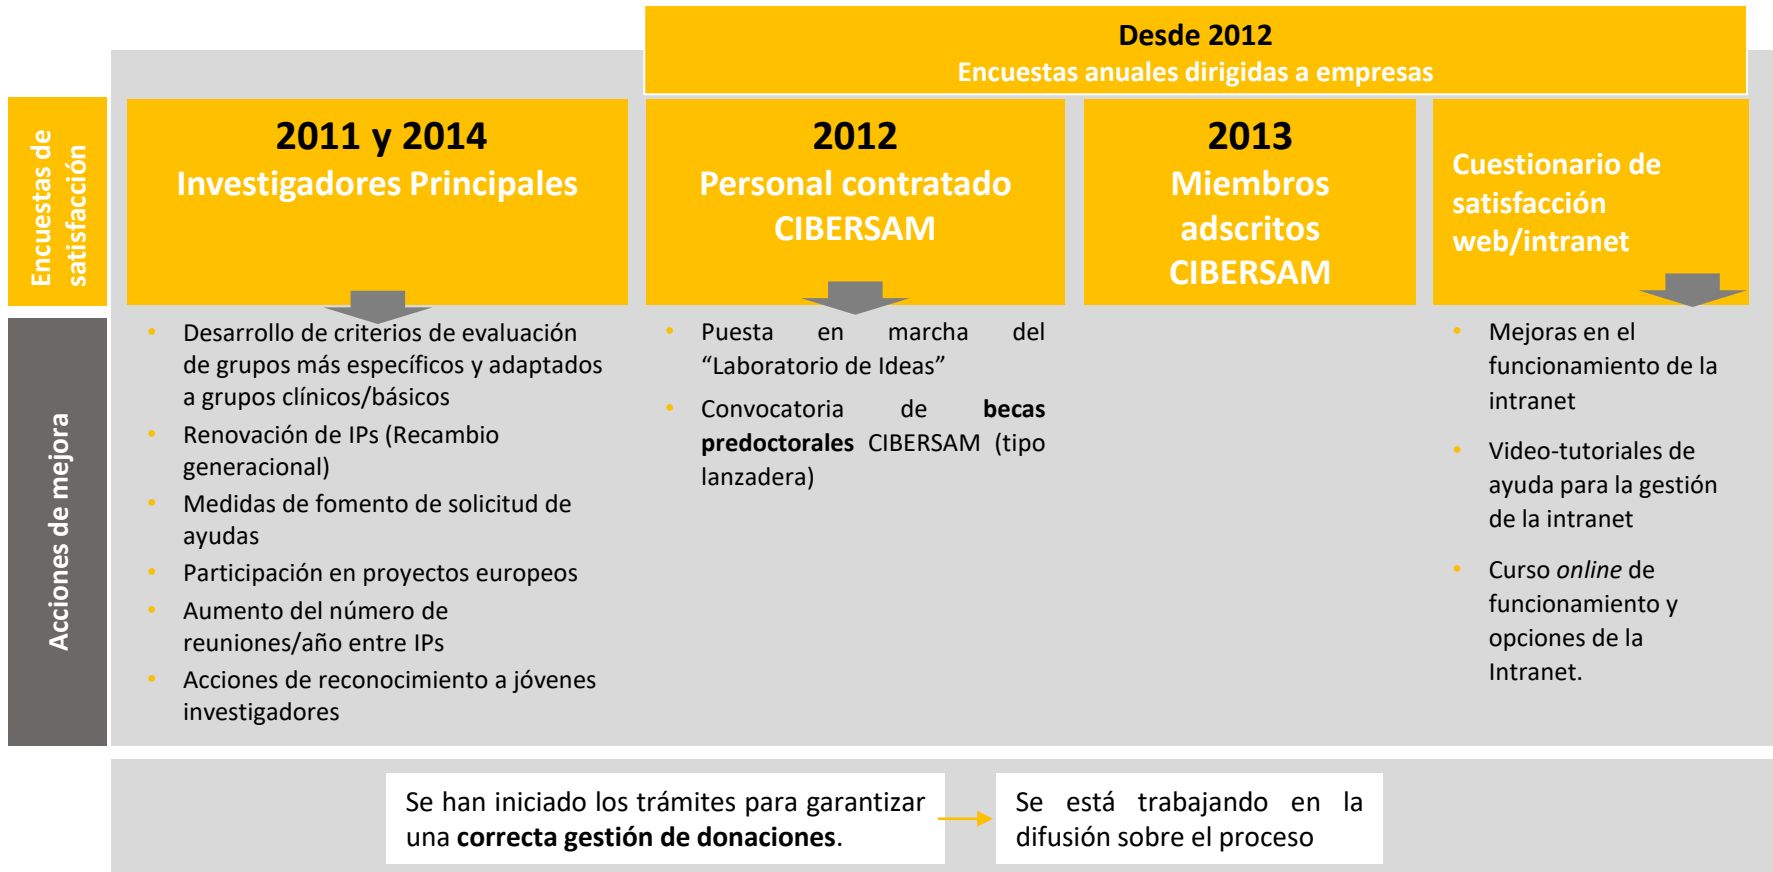 Desde 2012
Encuestas anuales dirigidas a empresas
Encuestas de
satisfacción
2011 y 2014
Investigadores Principales
2012
Personal contratado
CIBERSAM
2013
Miembros
adscritos
CIBERSAM
Cuestionario de
satisfacción
web/intranet
Acciones de mejora
• Desarrollo de criterios de evaluación
de grupos más específicos y adaptados
a grupos clínicos/básicos
• Renovación de IPs (Recambio
generacional)
• Medidas de fomento de solicitud de
ayudas
• Participación en proyectos europeos
• Aumento del número de
reuniones/año entre IPs
• Acciones de reconocimiento a jóvenes
investigadores
• Puesta en marcha del
“Laboratorio de Ideas”
• Convocatoria de becas
predoctorales CIBERSAM (tipo
lanzadera)
• Mejoras en el
funcionamiento de la
intranet
• Video-tutoriales de
ayuda para la gestión
de la intranet
• Curso online de
funcionamiento y
opciones de la
Intranet.
Se han iniciado los trámites para garantizar
una correcta gestión de donaciones.
Se está trabajando en la
difusión sobre el proceso